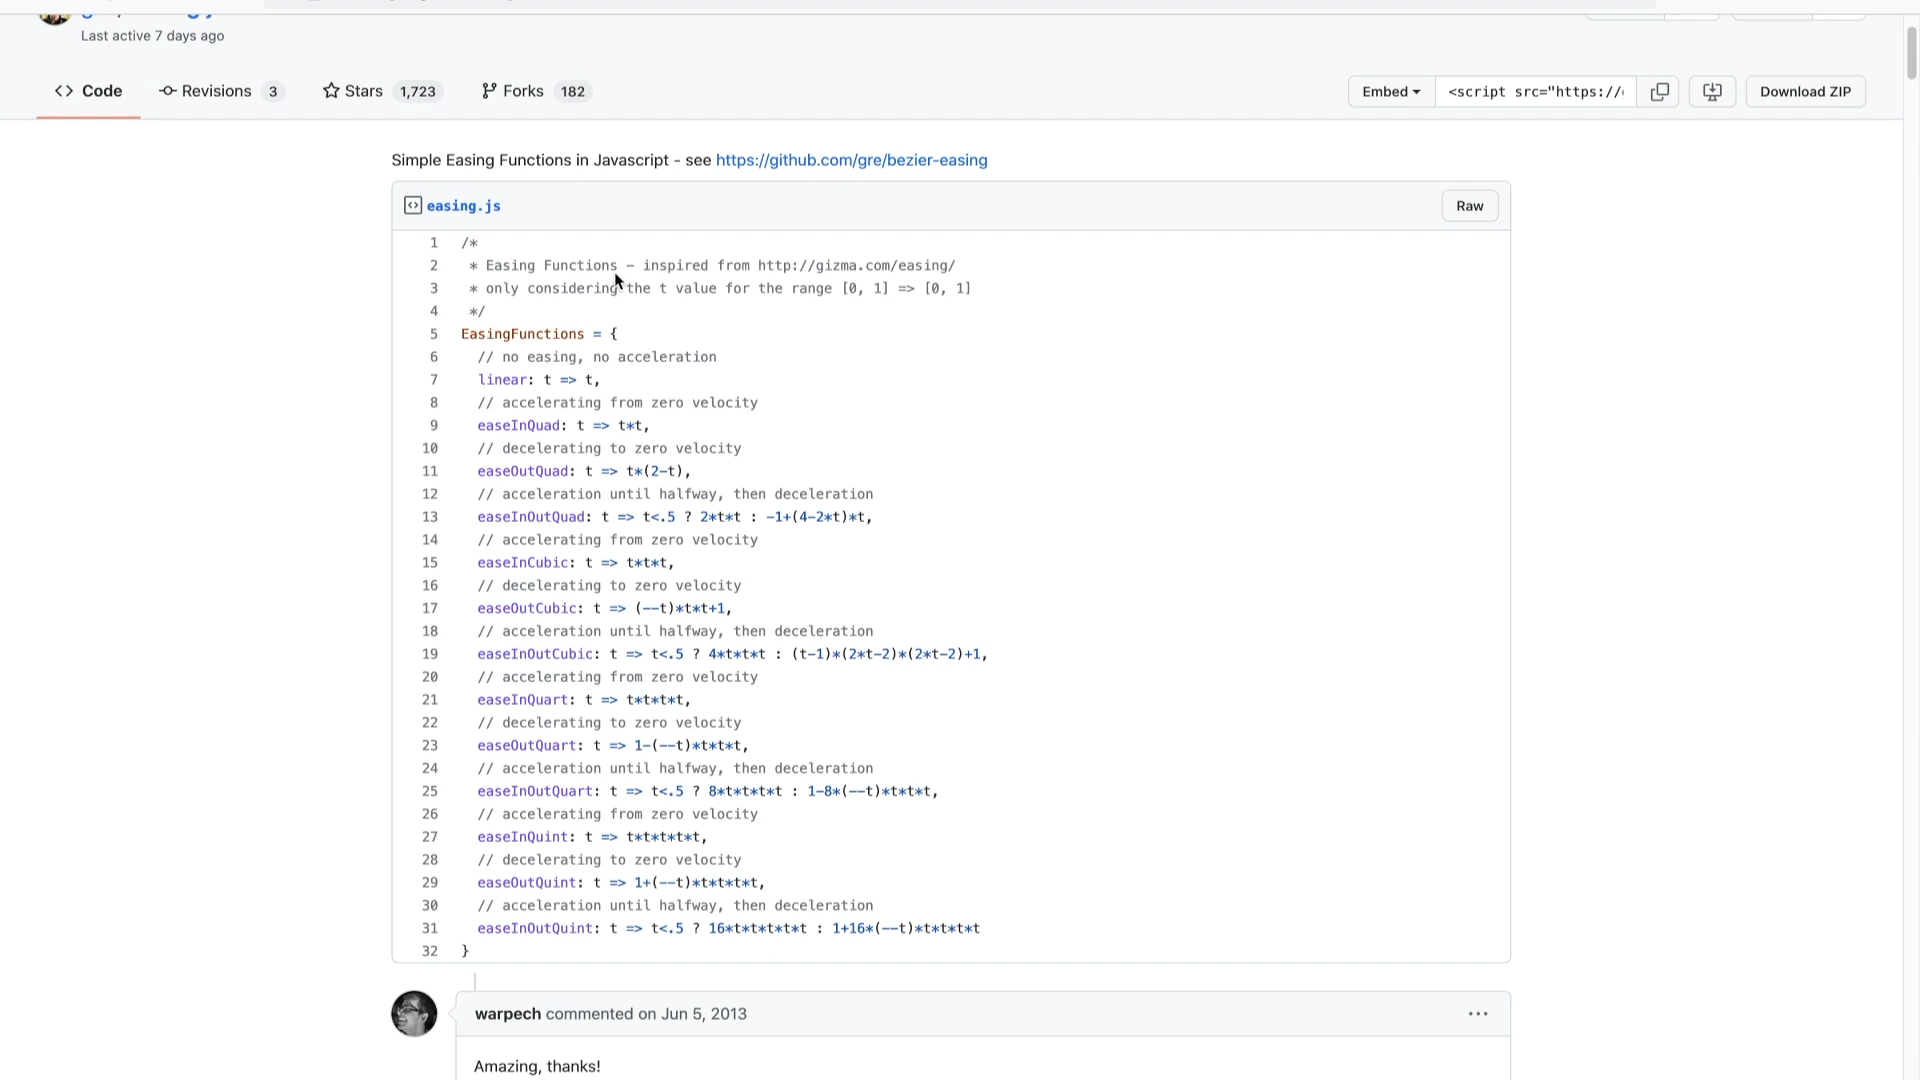 Last active 7 days ago
Code Revisions 3 Stars 1,723 Forks 182 Embed <script src="https:// Download ZIP
Simple Easing Functions in Javascript - see https://github.com/gre/bezier-easing
easing.js Raw
1 /*
2 * Easing Functions – inspired from http://gizma.com/easing/
3 * only considering the t value for the range [0, 1] => [0, 1]
4 */
5 EasingFunctions = {
6 // no easing, no acceleration
7 linear: t => t,
8 // accelerating from zero velocity
9 easeInQuad: t => t*t,
10 // decelerating to zero velocity
11 easeOutQuad: t => t*(2-t),
12 // acceleration until halfway, then deceleration
13 easeInOutQuad: t => t<.5 ? 2*t*t : -1+(4-2*t)*t,
14 // accelerating from zero velocity
15 easeInCubic: t => t*t*t,
16 // decelerating to zero velocity
17 easeOutCubic: t => (--t)*t*t+1,
18 // acceleration until halfway, then deceleration
19 easeInOutCubic: t => t<.5 ? 4*t*t*t : (t-1)*(2*t-2)*(2*t-2)+1,
20 // accelerating from zero velocity
21 easeInQuart: t => t*t*t*t,
22 // decelerating to zero velocity
23 easeOutQuart: t => 1-(--t)*t*t*t,
24 // acceleration until halfway, then deceleration
25 easeInOutQuart: t => t<.5 ? 8*t*t*t*t : 1-8*(--t)*t*t*t,
26 // accelerating from zero velocity
27 easeInQuint: t => t*t*t*t*t,
28 // decelerating to zero velocity
29 easeOutQuint: t => 1+(--t)*t*t*t*t,
30 // acceleration until halfway, then deceleration
31 easeInOutQuint: t => t<.5 ? 16*t*t*t*t*t : 1+16*(--t)*t*t*t*t
32 }
warpech commented on Jun 5, 2013
Amazing, thanks!